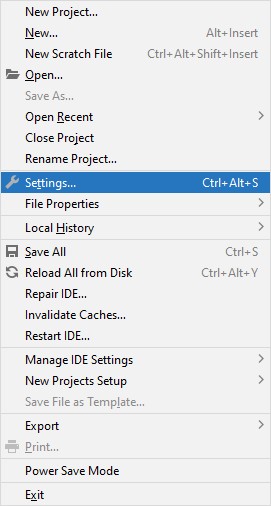 New Project...
New... Alt+Insert
New Scratch File Ctrl+Alt+Shift+Insert
Open...
Save As...
Open Recent
Close Project
Rename Project...
Settings... Ctrl+Alt+S
File Properties
Local History
Save All Ctrl+S
Reload All from Disk Ctrl+Alt+Y
Repair IDE...
Invalidate Caches...
Restart IDE...
Manage IDE Settings
New Projects Setup
Save File as Template...
Export
Print...
Power Save Mode
Exit